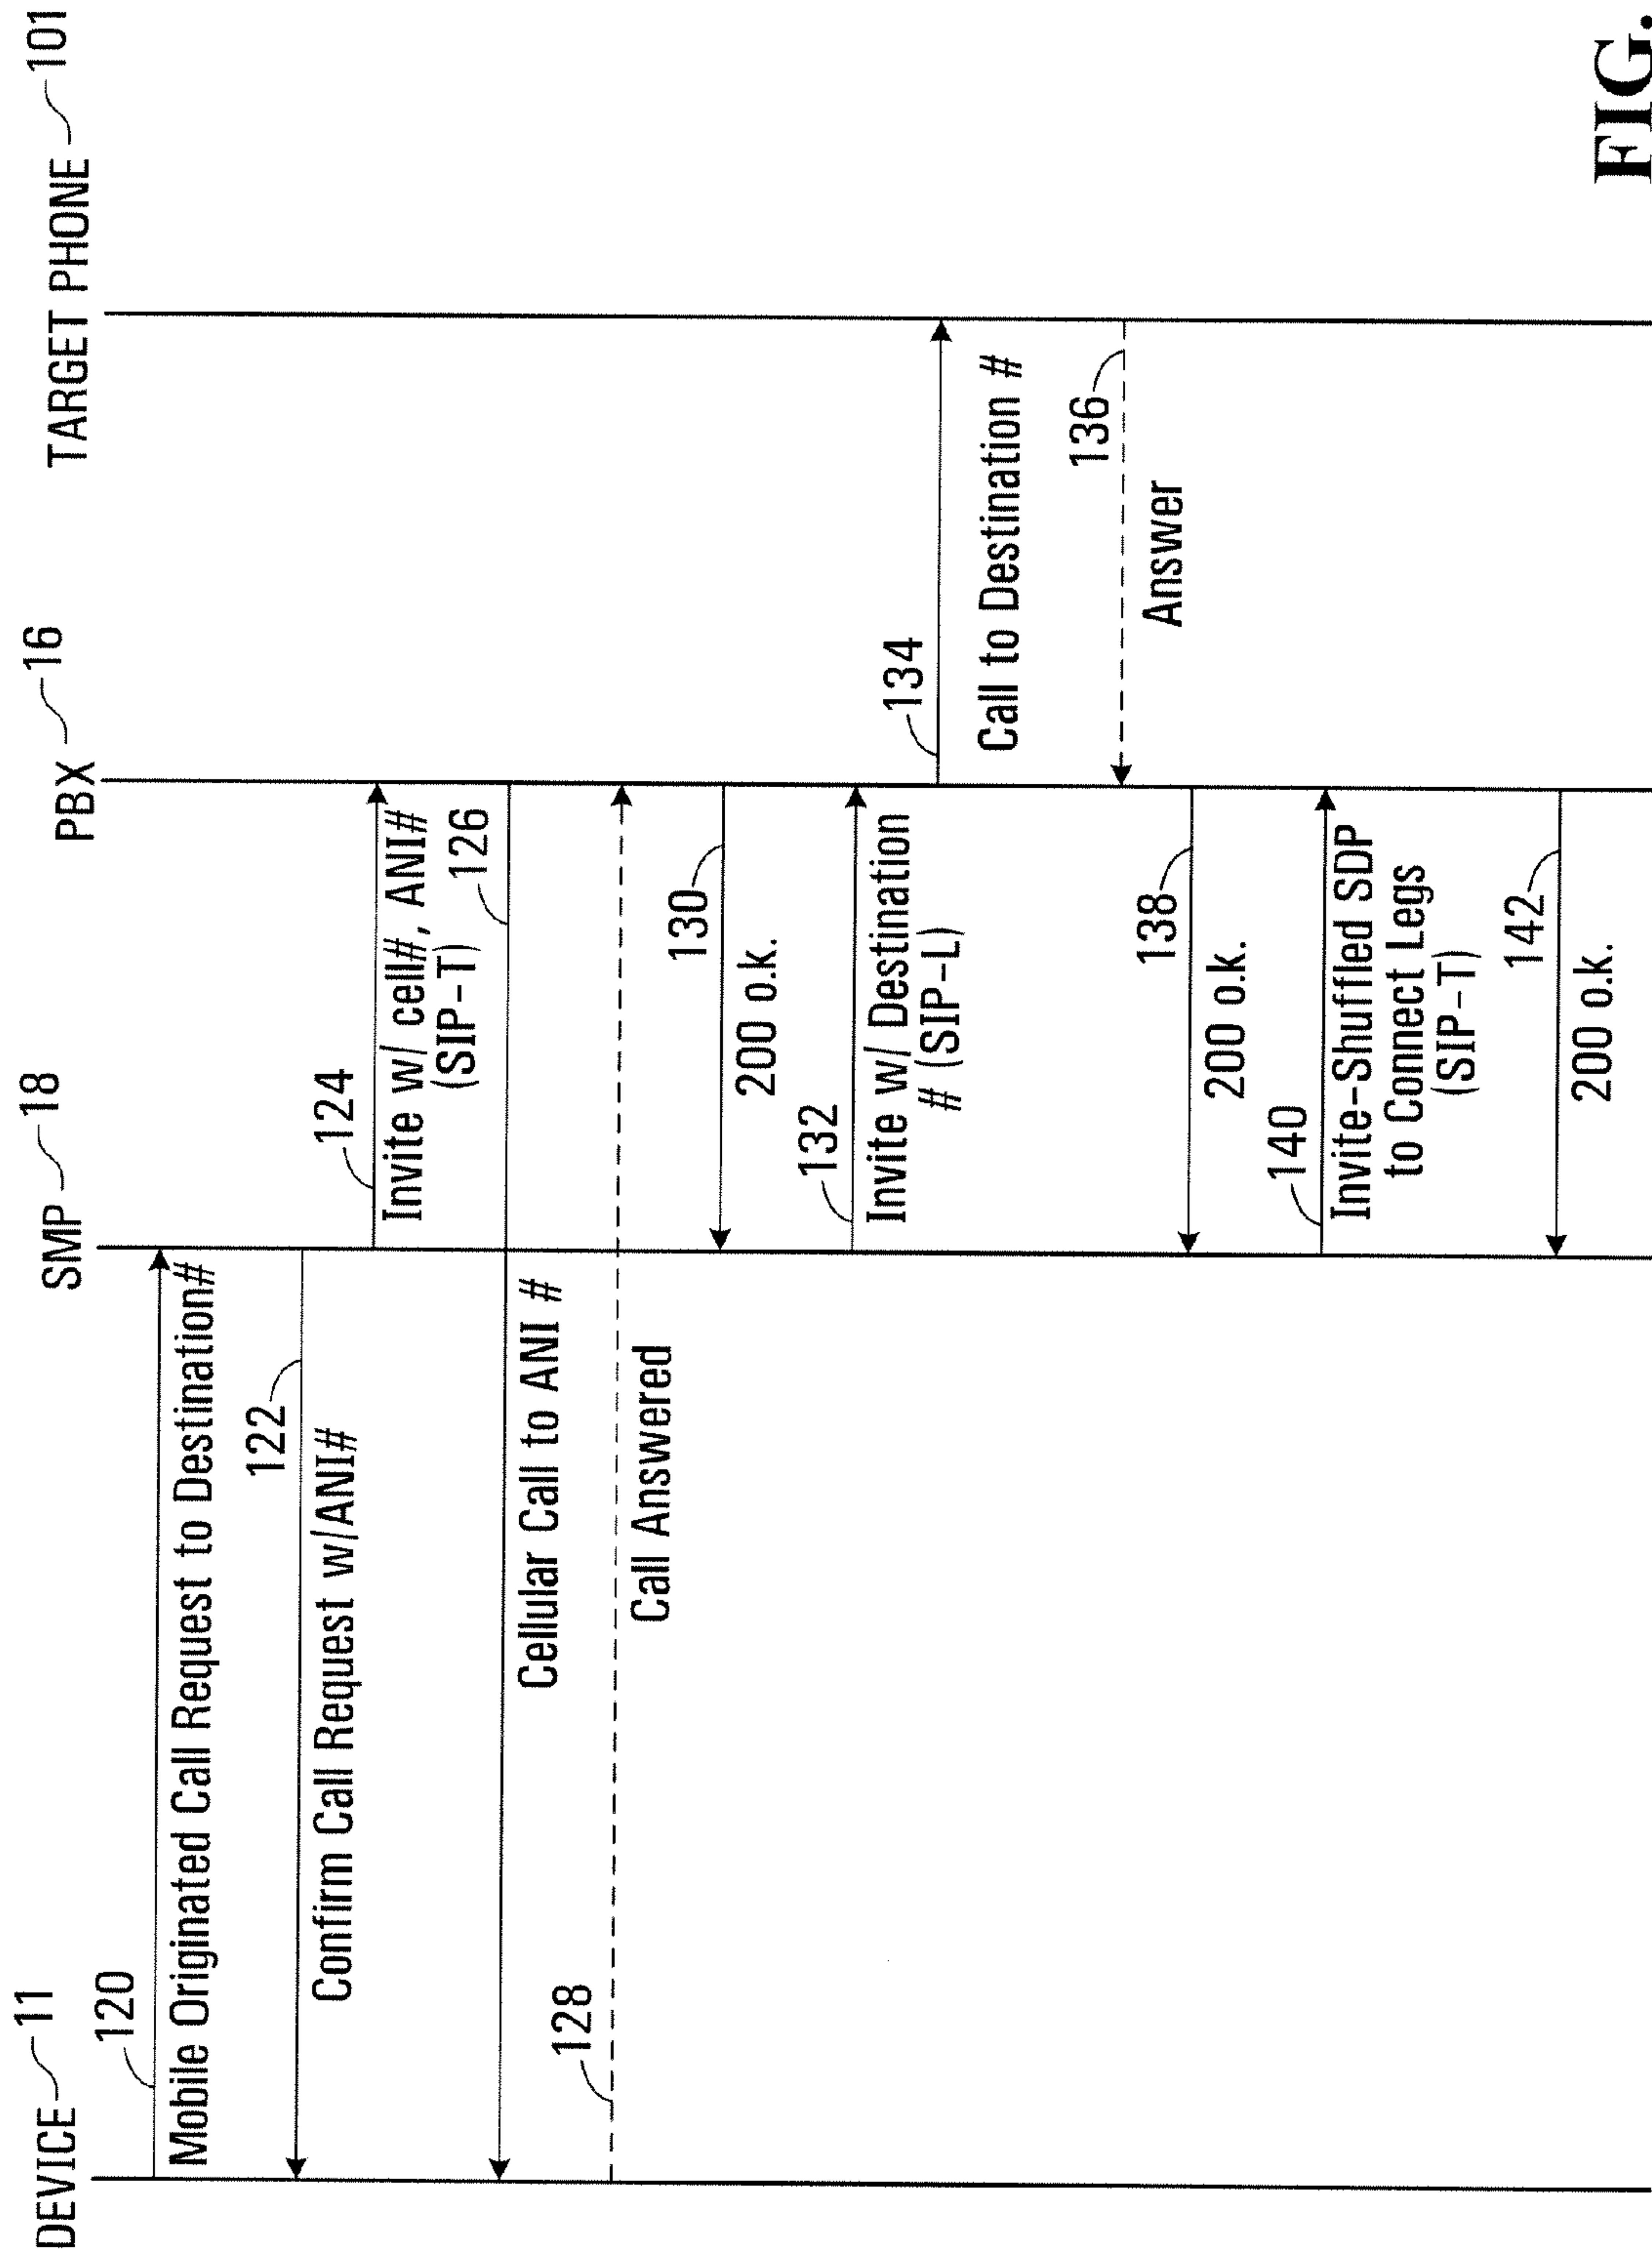 DEVICE 11
SMP 18
PBX 16
TARGET PHONE 101
120
Mobile Originated Call Request to Destination#
122
Confirm Call Request w/ANI#
124
Invite w/ cell#, ANI#
(SIP-T)
126
Cellular Call to ANI #
128
Call Answered
130
200 o.k.
132
Invite w/ Destination
# (SIP-L)
134
Call to Destination #
136
Answer
138
200 o.k.
140
Invite-Shuffled SDP
to Connect Legs
(SIP-T)
142
200 o.k.
FIG.